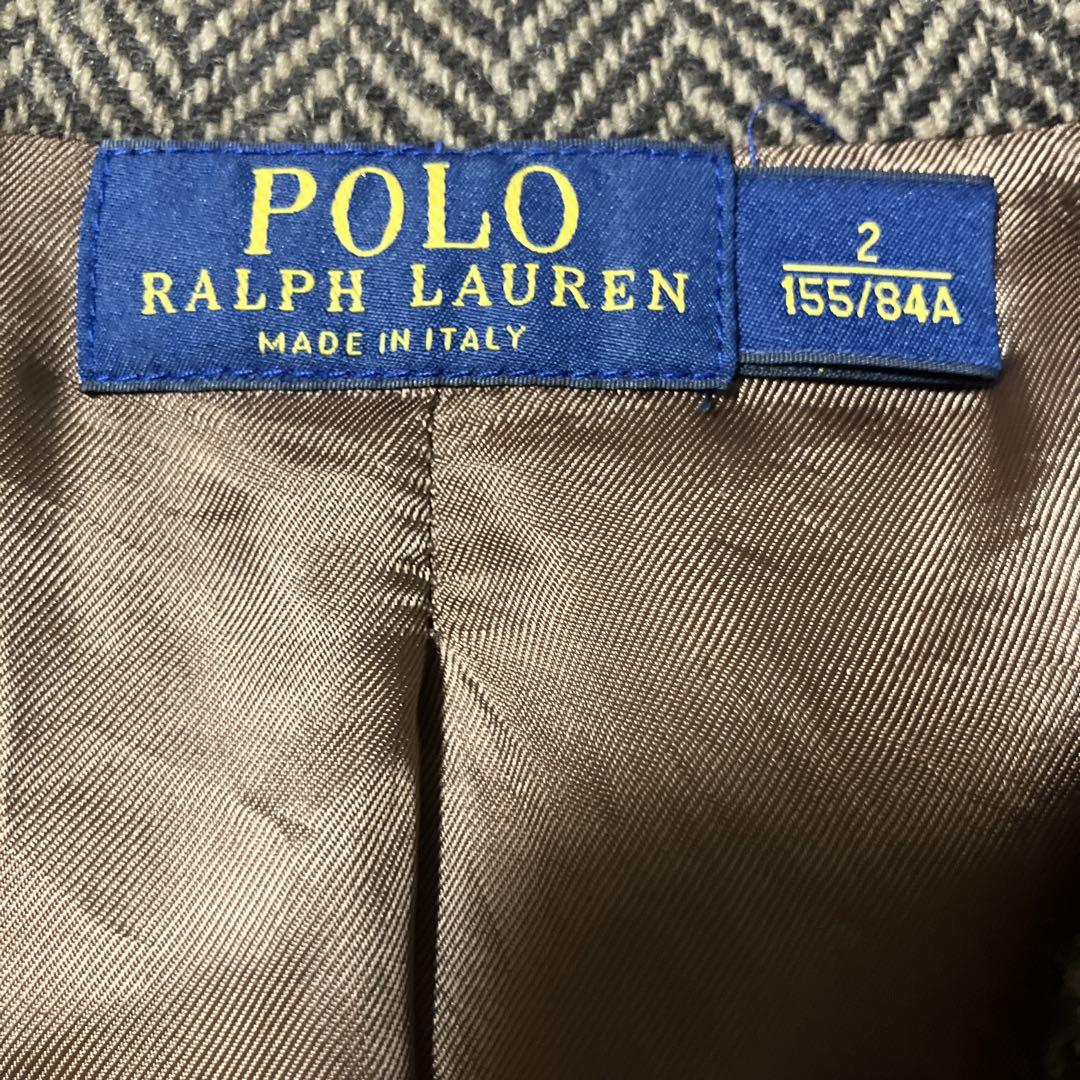 POLO
RALPH LAUREN
MADE IN ITALY
2
155/84A